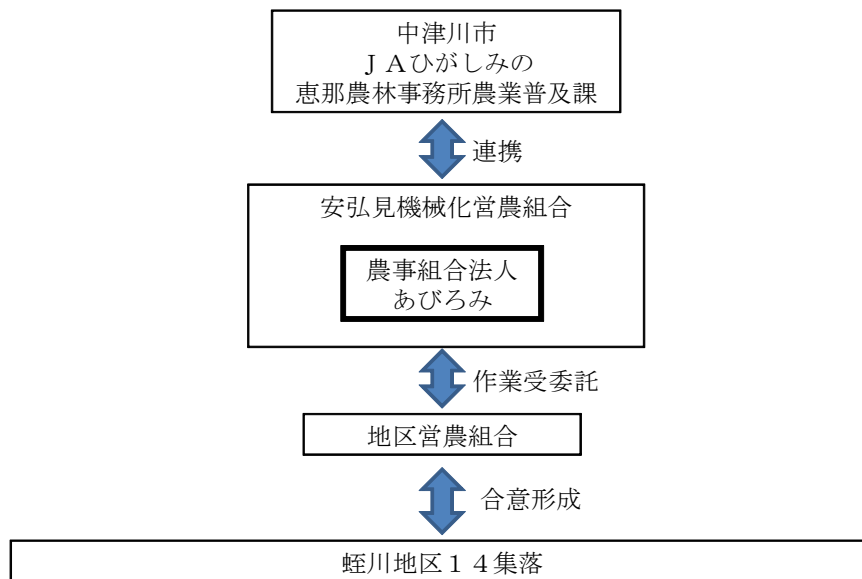 中津川市
ＪＡひがしみの
恵那農林事務所農業普及課
連携
安弘見機械化営農組合
農事組合法人
あびろみ
作業受委託
地区営農組合
合意形成
蛭川地区１４集落